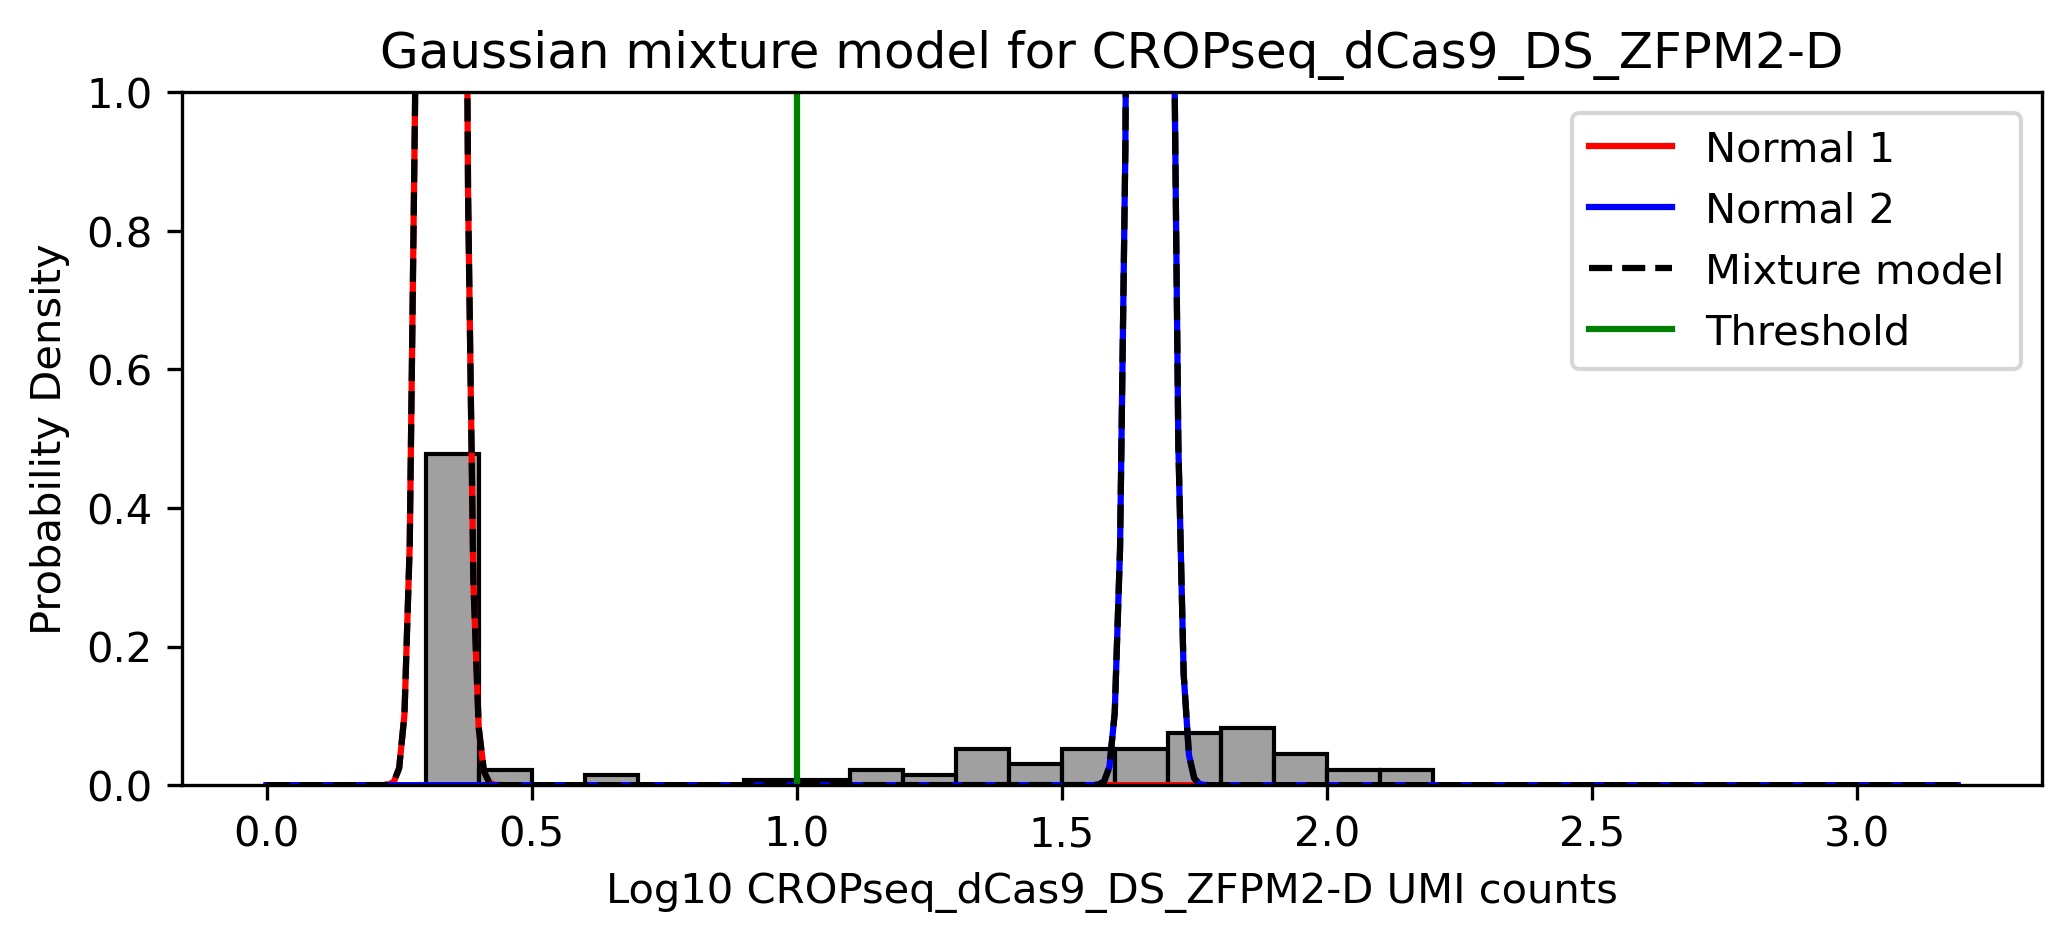 Gaussian mixture model for CROPseq_dCas9_DS_ZFPM2-D
1.0
0.8
0.6
0.4
0.2
0.0
Probability Density
Normal 1
Normal 2
Mixture model
Threshold
0.0 0.5 1.0 1.5 2.0 2.5 3.0
Log10 CROPseq_dCas9_DS_ZFPM2-D UMI counts